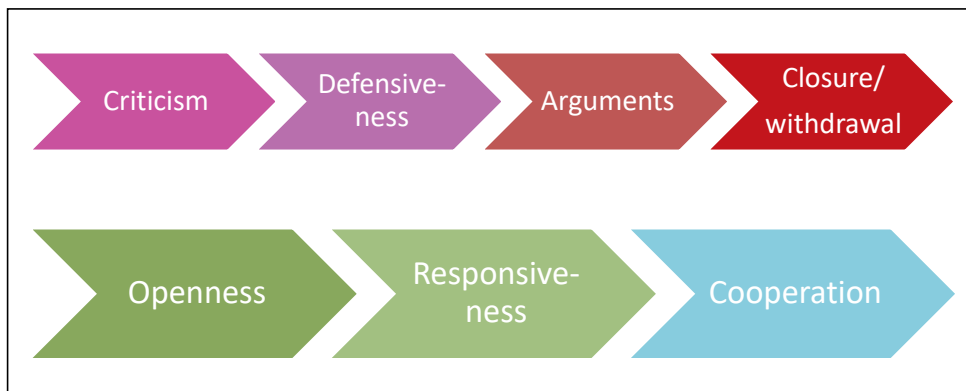 Criticism
Defensive-
ness
Arguments
Closure/
withdrawal
Openness
Responsive-
ness
Cooperation